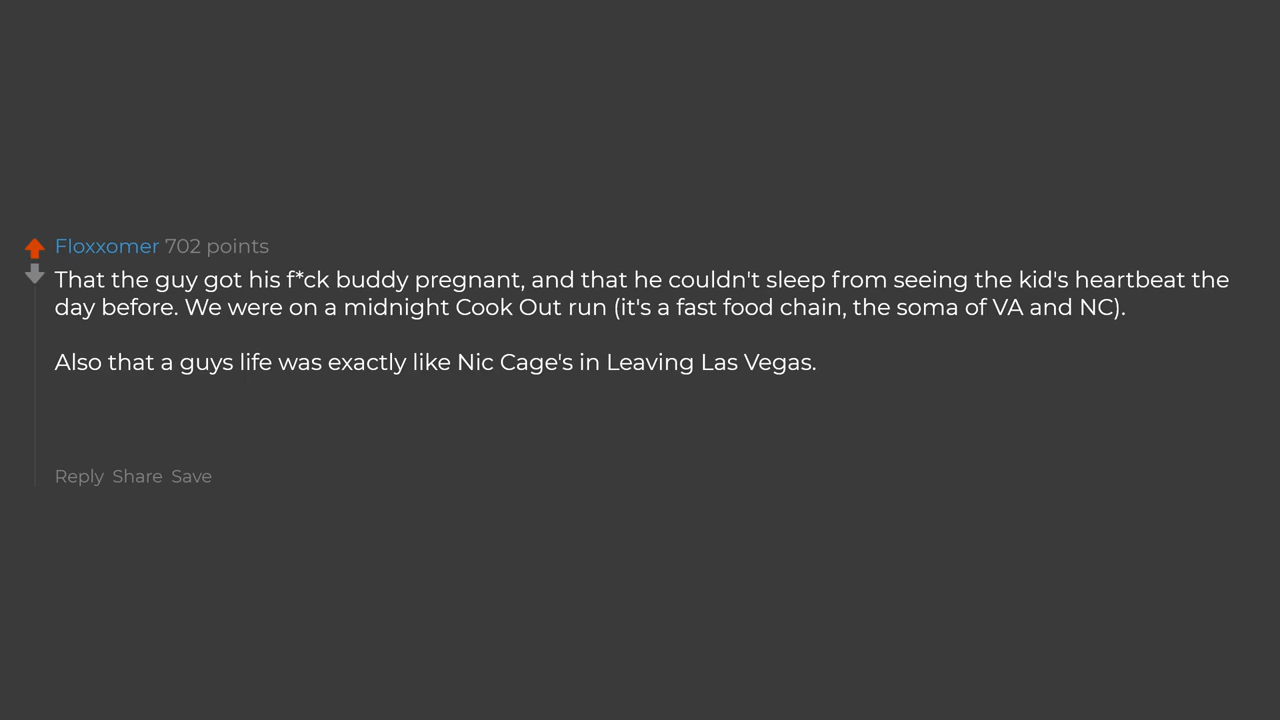 Floxxomer 702 points
That the guy got his f*ck buddy pregnant, and that he couldn't sleep from seeing the kid's heartbeat the
day before. We were on a midnight Cook Out run (it's a fast food chain, the soma of VA and NC).
Also that a guys life was exactly like Nic Cage's in Leaving Las Vegas.
Reply Share Save